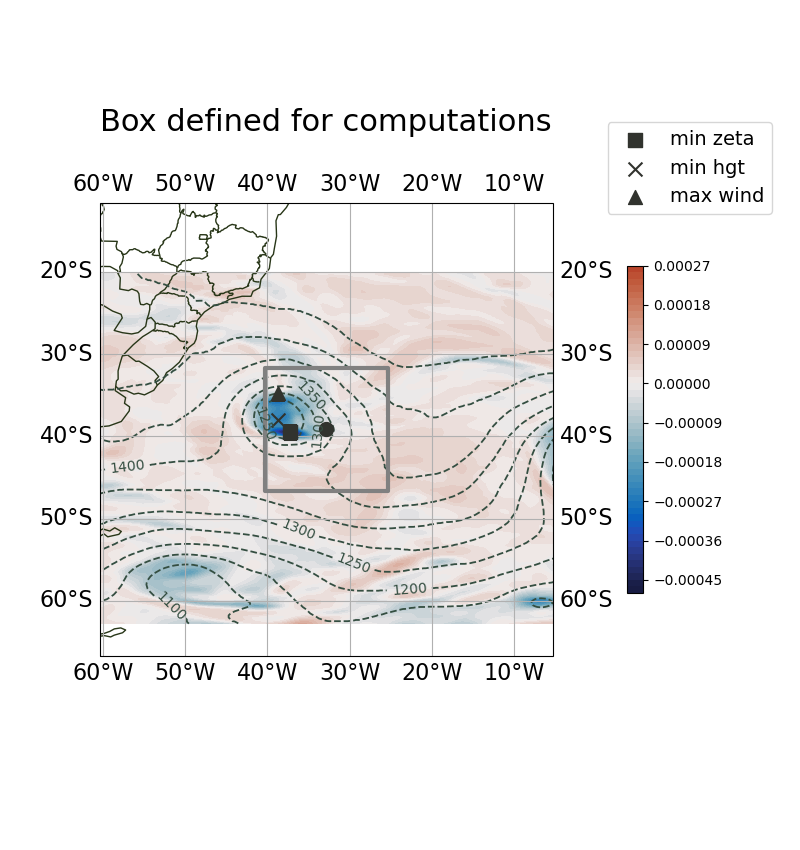 Box defined for computations
min zeta
min hgt
max wind
60°W 50°W 40°W 30°W 20°W 10°W
20°S 20°S
30°S 30°S
40°S 40°S
50°S 50°S
60°S 60°S
0.00027
0.00018
0.00009
0.00000
−0.00009
−0.00018
−0.00027
−0.00036
−0.00045
1350
1300
1400
1300
1250
1200
1100
60°W 50°W 40°W 30°W 20°W 10°W